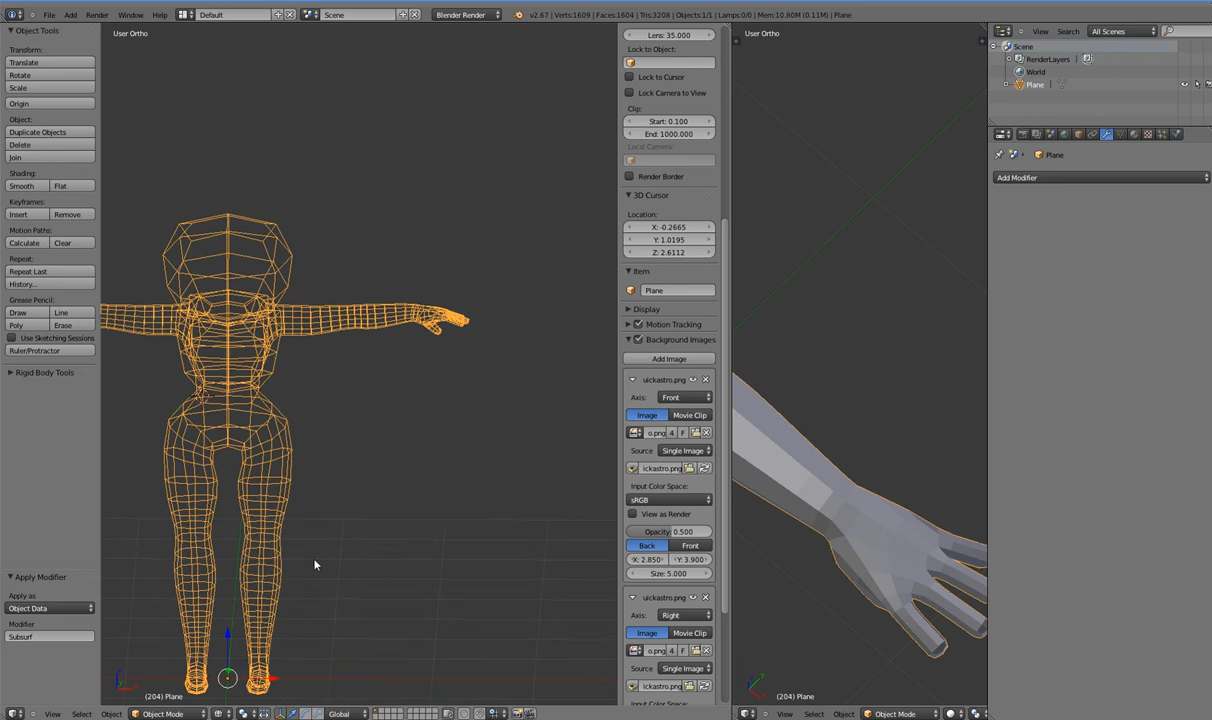 File Add Render Window Help Default Scene Blender Render v2.67 | Verts:1609 | Faces:1604 | Tris:3208 | Objects:1/1 | Lamps:0/0 | Mem:10.80M (0.11M) | Plane
Object Tools
Transform:
Translate
Rotate
Scale
Origin
Object:
Duplicate Objects
Delete
Join
Shading:
Smooth Flat
Keyframes:
Insert Remove
Motion Paths:
Calculate Clear
Repeat:
Repeat Last
History...
Grease Pencil:
Draw Line
Poly Erase
Use Sketching Sessions
Ruler/Protractor
Rigid Body Tools
Apply Modifier
Apply as
Object Data
Modifier
Subsurf
User Ortho
(204) Plane
View Select Object Object Mode Global
Lens: 35.000
Lock to Object:
Lock to Cursor
Lock Camera to View
Clip:
Start: 0.100
End: 1000.000
Local Camera:
Render Border
3D Cursor
Location:
X: -0.2665
Y: 1.0195
Z: 2.6112
Item
Plane
Display
Motion Tracking
Background Images
Add Image
uickastro.png
Axis: Front
Image Movie Clip
o.png 4 F
Source Single Image
ickastro.png
Input Color Space:
sRGB
View as Render
Opacity 0.500
Back Front
X: 2.850 Y: 3.900
Size: 5.000
uickastro.png
Axis: Right
Image Movie Clip
o.png 4 F
Source Single Image
ickastro.png
User Ortho
(204) Plane
View Select Object Object Mode
View Search All Scenes
Scene
RenderLayers
World
Plane
Plane
Add Modifier